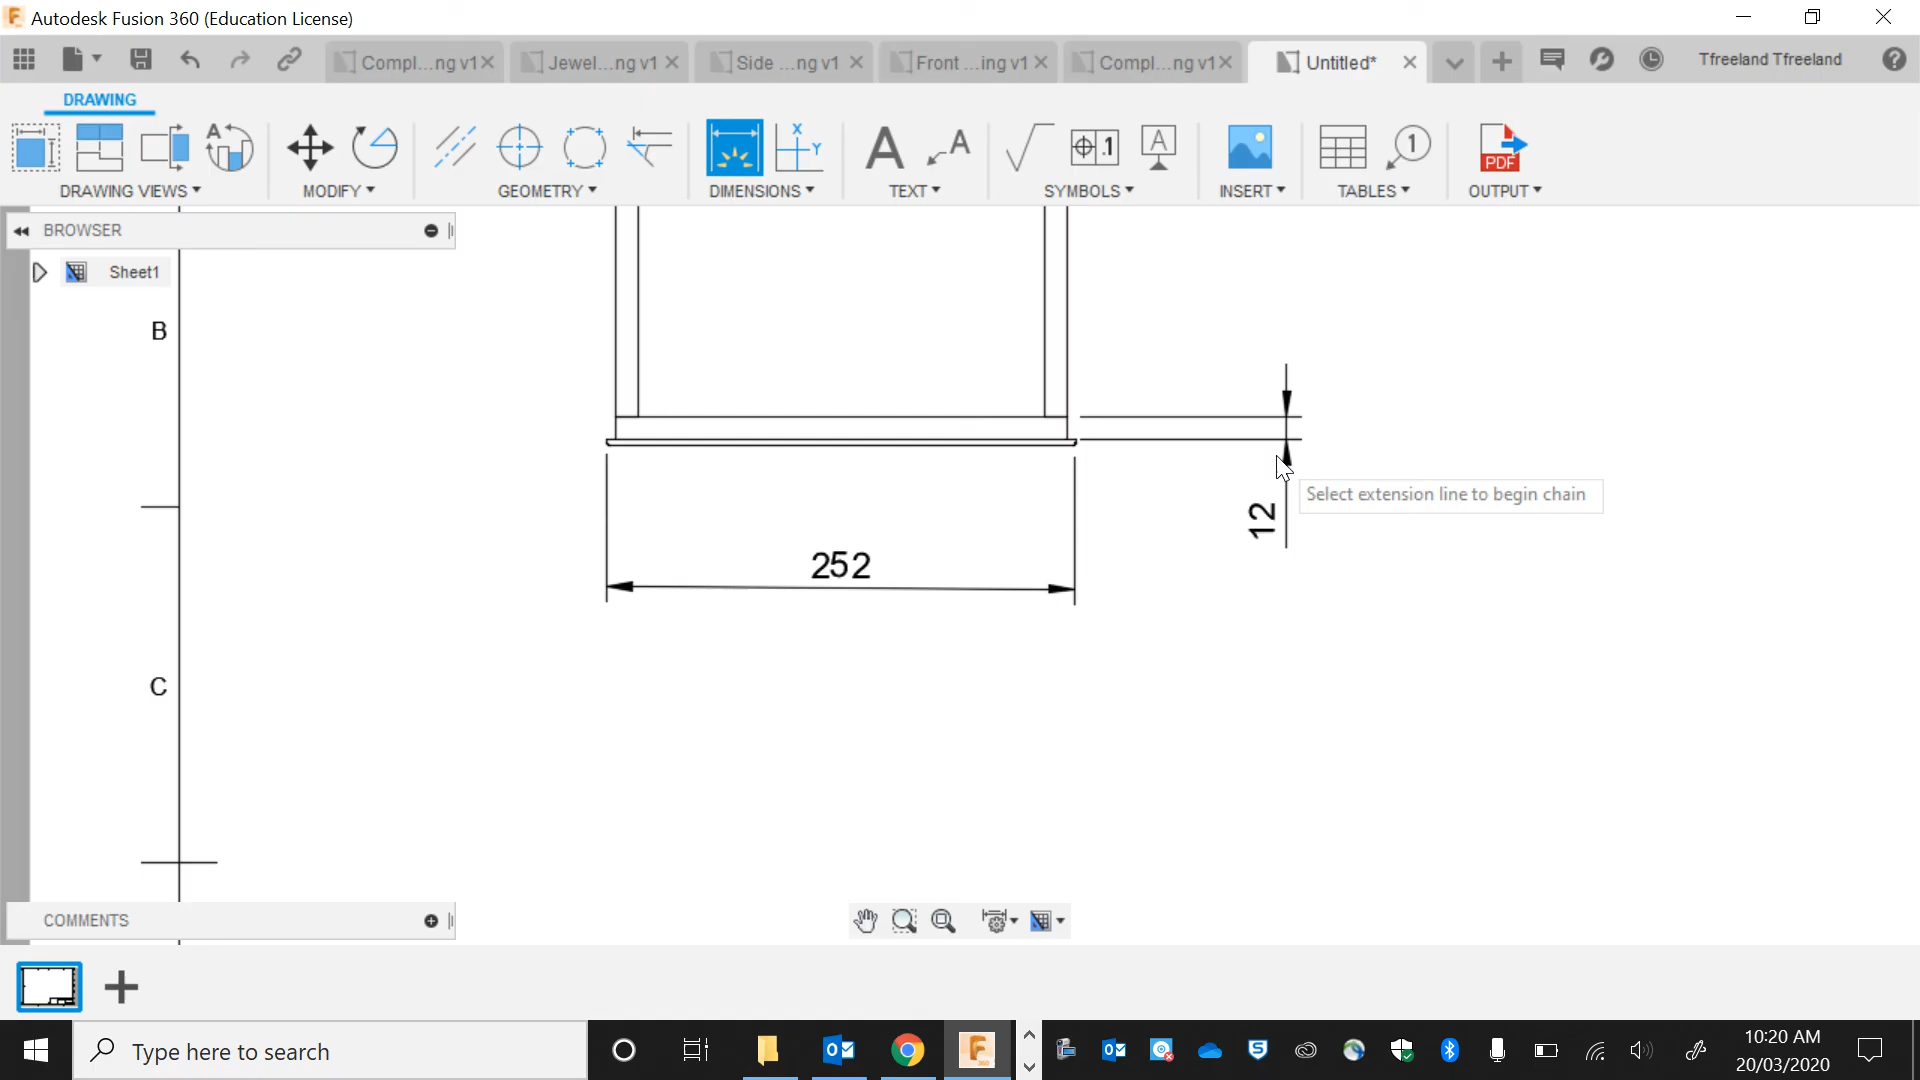 Autodesk Fusion 360 (Education License)
Compl...ng v1
Jewel...ng v1
Side ...ng v1
Front ...ing v1
Compl...ng v1
Untitled*
Tfreeland Tfreeland
DRAWING
DRAWING VIEWS
MODIFY
GEOMETRY
DIMENSIONS
TEXT
SYMBOLS
INSERT
TABLES
OUTPUT
BROWSER
Sheet1
B
Select extension line to begin chain
12
252
C
COMMENTS
Type here to search
10:20 AM
20/03/2020